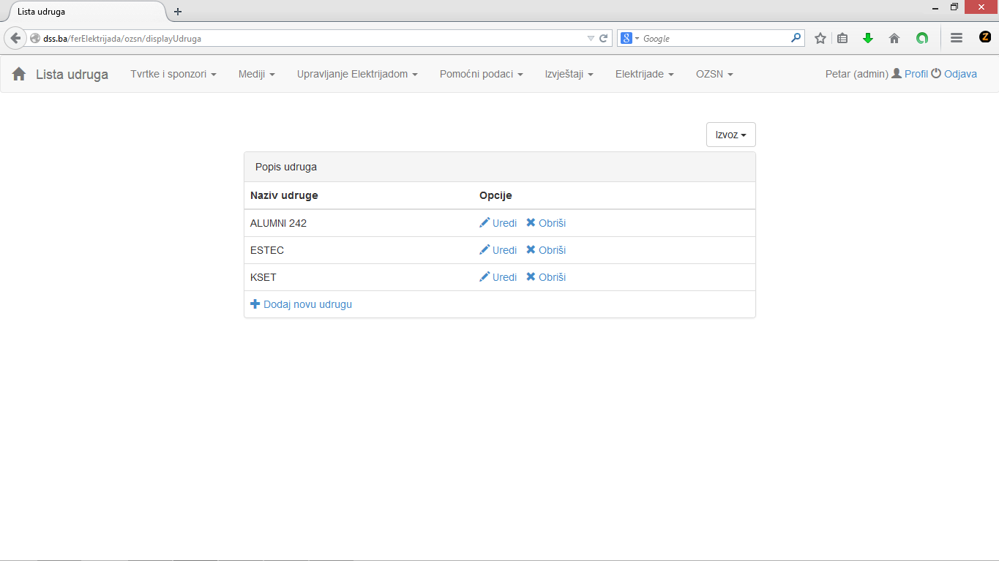 Lista udruga
dss.ba/ferElektrijada/ozsn/displayUdruga
Google
Lista udruga Tvrtke i sponzori Mediji Upravljanje Elektrijadom Pomoćni podaci Izvještaji Elektrijade OZSN Petar (admin) Profil Odjava
Izvoz
Popis udruga
Naziv udruge Opcije
ALUMNI 242 Uredi Obriši
ESTEC Uredi Obriši
KSET Uredi Obriši
Dodaj novu udrugu